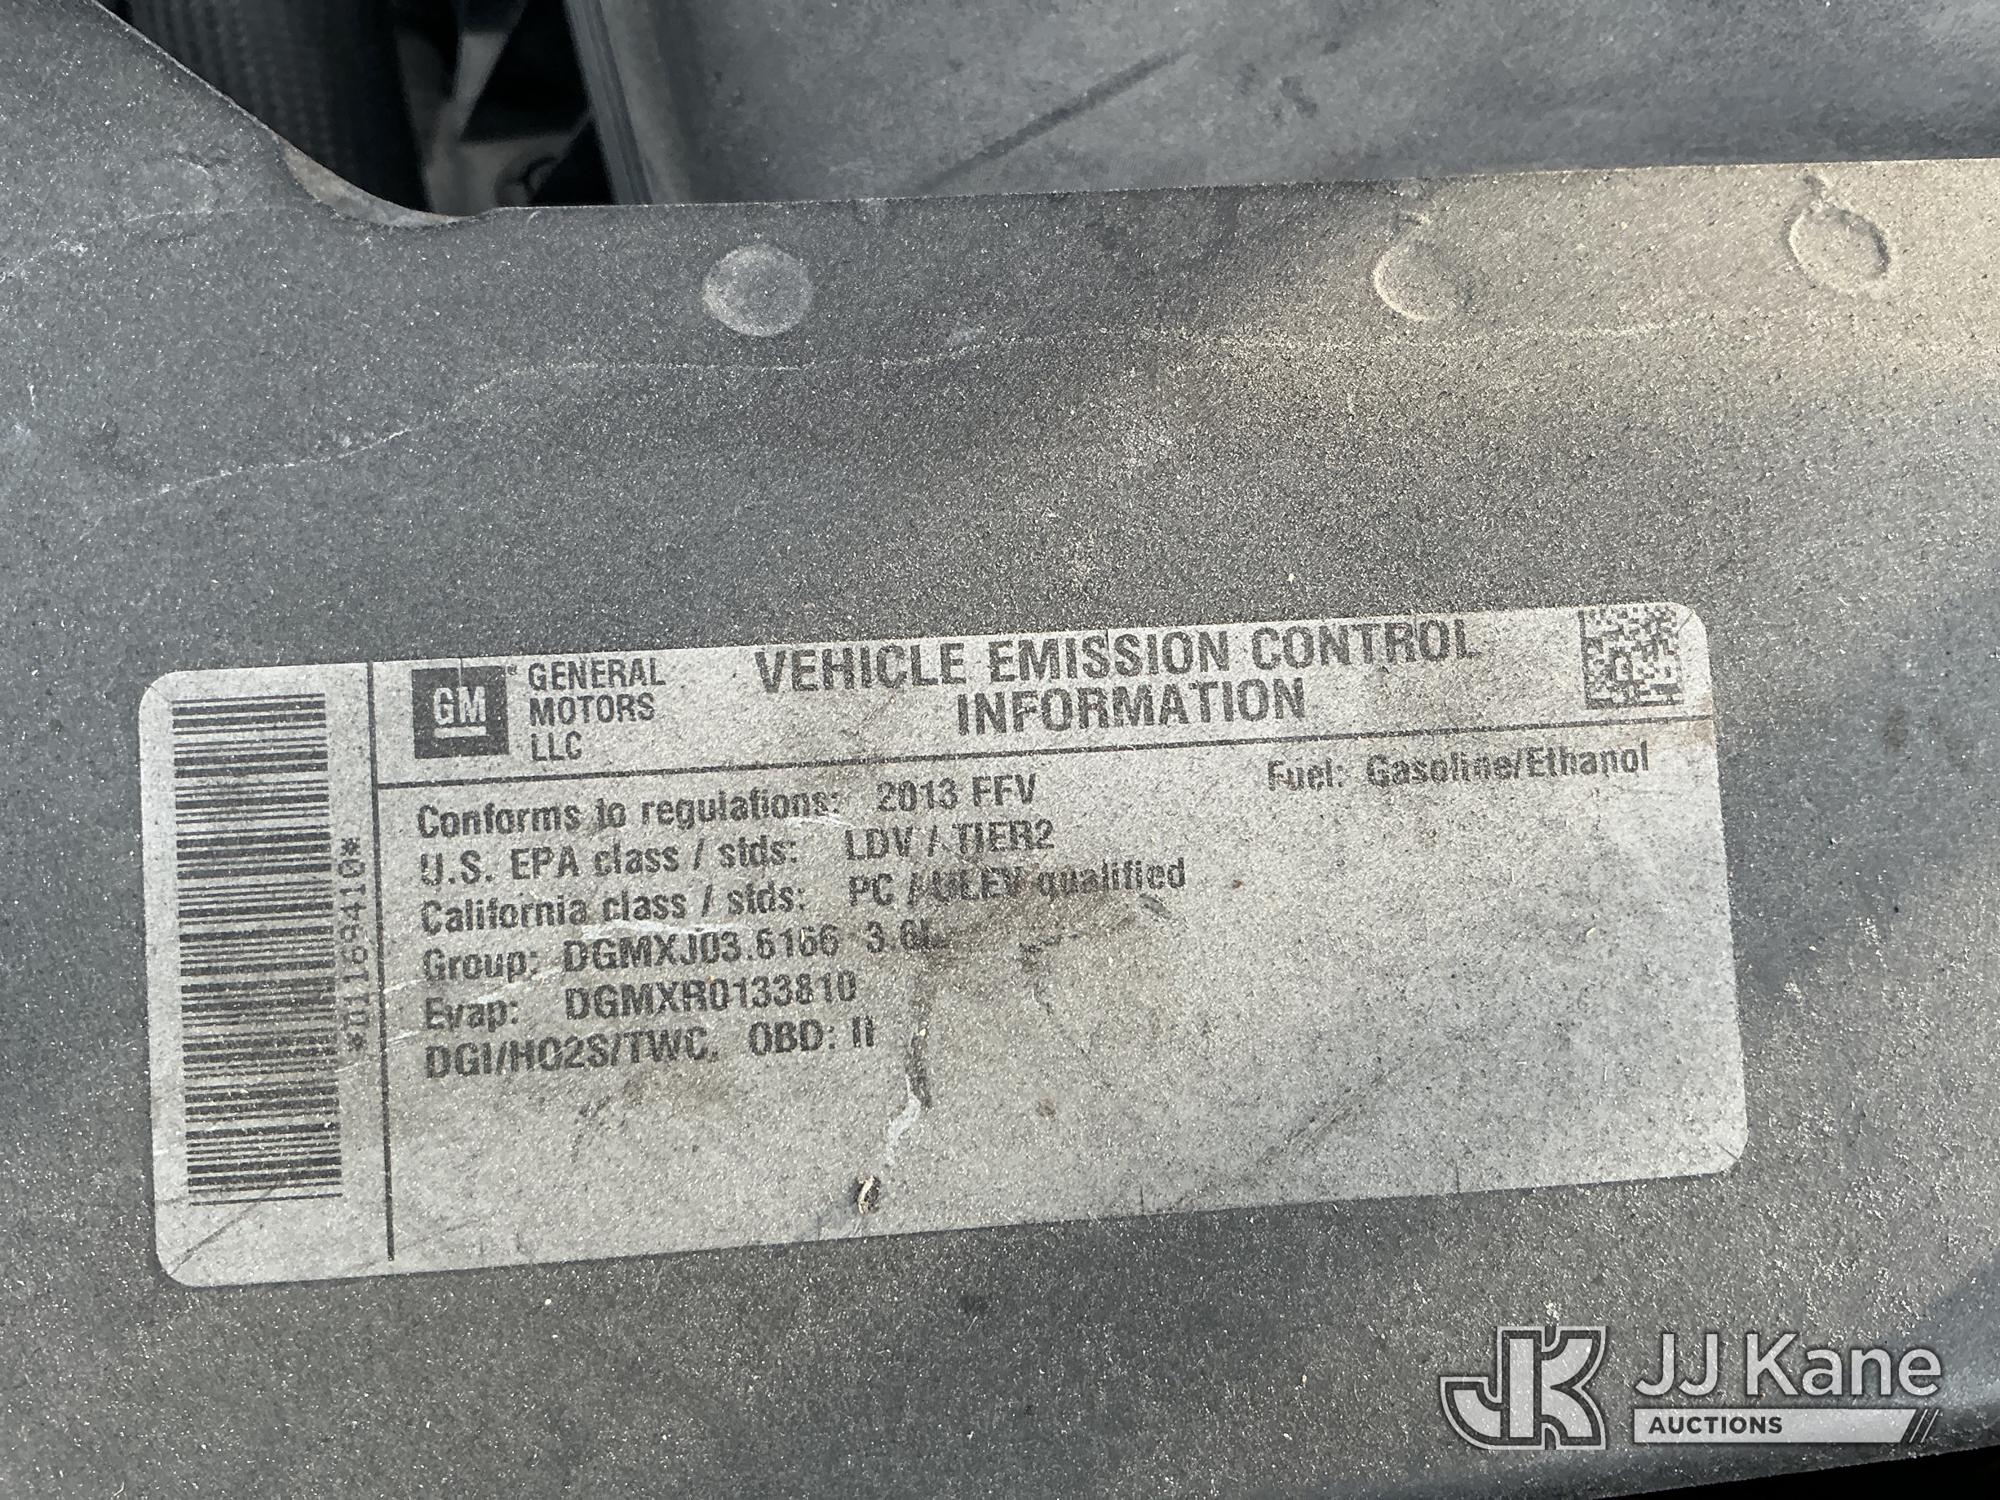 GM
GENERAL
MOTORS
LLC
VEHICLE EMISSION CONTROL
INFORMATION
Conforms to regulations: 2013 FFV
Fuel: Gasoline/Ethanol
U.S. EPA class / stds: LDV / TIER2
California class / stds: PC / ULEV qualified
Group: DGMXJ03.6166 3.6L
Evap: DGMXR0133810
DGI/HO2S/TWC, OBD: II
JK JJ Kane
AUCTIONS